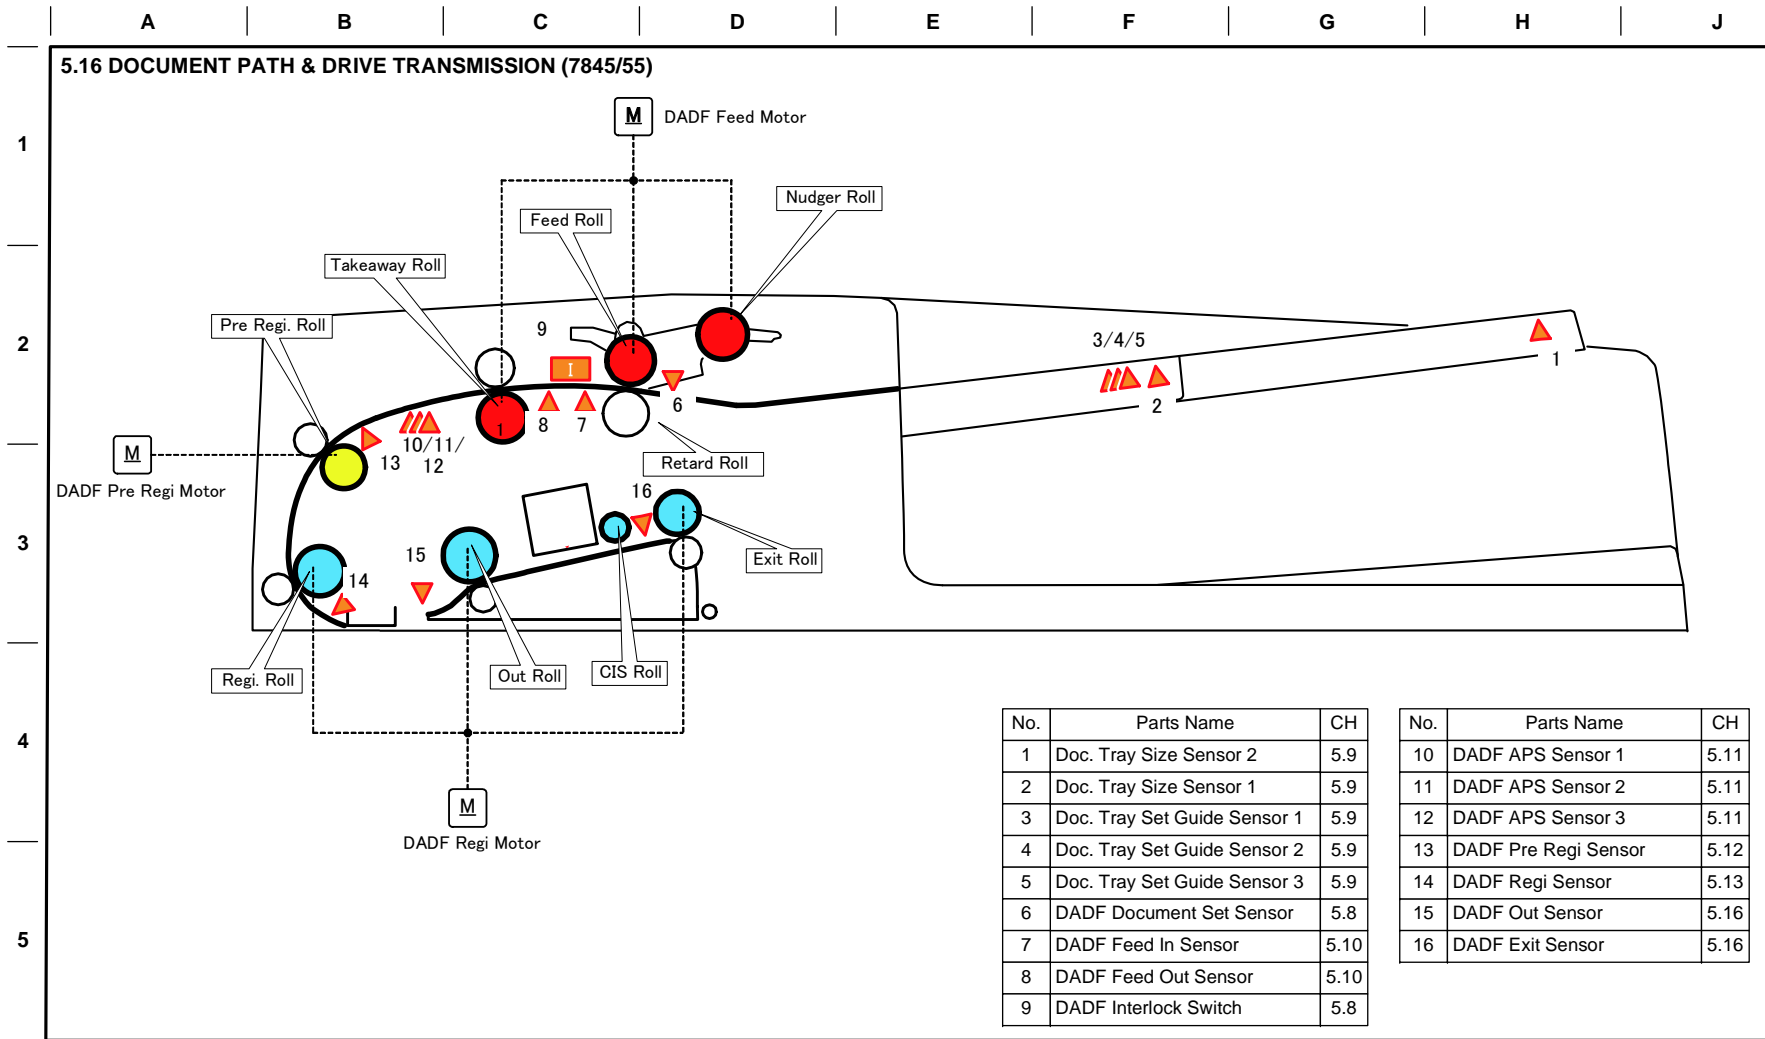 A B C D E F G H J
5.16 DOCUMENT PATH & DRIVE TRANSMISSION (7845/55)
M DADF Feed Motor
1
Nudger Roll
Feed Roll
Takeaway Roll
Pre Regi. Roll
9
2
3/4/5
1
I
6
2
1
8
7
10/11/
12
13
M
DADF Pre Regi Motor
Retard Roll
16
3
15
Exit Roll
14
Regi. Roll
Out Roll
CIS Roll
4
M
DADF Regi Motor
5
No. Parts Name CH
1 Doc. Tray Size Sensor 2 5.9
2 Doc. Tray Size Sensor 1 5.9
3 Doc. Tray Set Guide Sensor 1 5.9
4 Doc. Tray Set Guide Sensor 2 5.9
5 Doc. Tray Set Guide Sensor 3 5.9
6 DADF Document Set Sensor 5.8
7 DADF Feed In Sensor 5.10
8 DADF Feed Out Sensor 5.10
9 DADF Interlock Switch 5.8
No. Parts Name CH
10 DADF APS Sensor 1 5.11
11 DADF APS Sensor 2 5.11
12 DADF APS Sensor 3 5.11
13 DADF Pre Regi Sensor 5.12
14 DADF Regi Sensor 5.13
15 DADF Out Sensor 5.16
16 DADF Exit Sensor 5.16